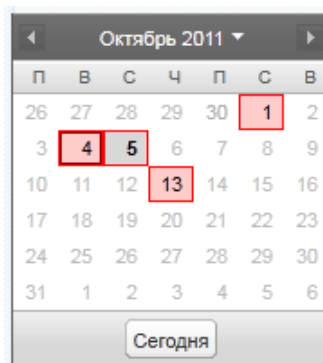 Октябрь 2011
П В С Ч П С В
26 27 28 29 30 1 2
3 4 5 6 7 8 9
10 11 12 13 14 15 16
17 18 19 20 21 22 23
24 25 26 27 28 29 30
31 1 2 3 4 5 6
Сегодня